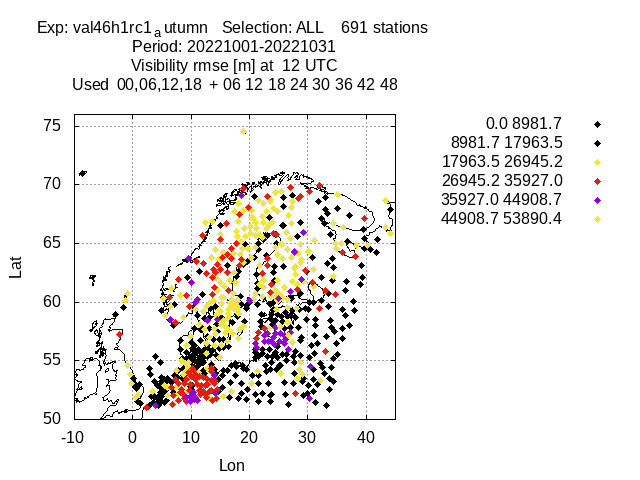 Exp: val46h1rc1autumn Selection: ALL 691 stations
Period: 20221001-20221031
Visibility rmse [m] at 12 UTC
Used 00,06,12,18 + 06 12 18 24 30 36 42 48
0.0 8981.7
8981.7 17963.5
17963.5 26945.2
26945.2 35927.0
35927.0 44908.7
44908.7 53890.4
75
70
65
60
55
50
Lat
-10 0 10 20 30 40
Lon